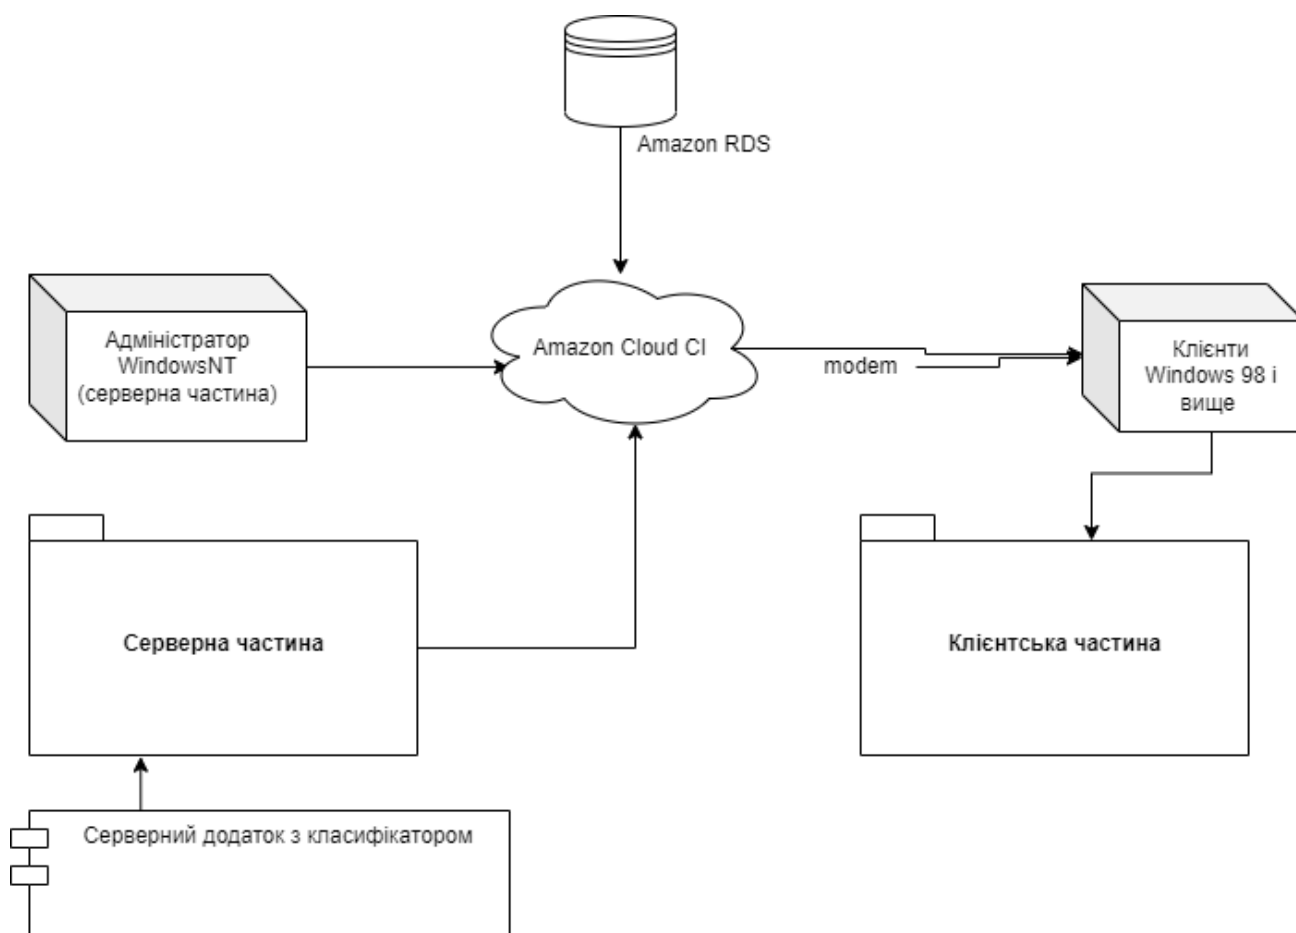 Amazon RDS
Адміністратор
WindowsNT
(серверна частина)
Amazon Cloud CI
modem
Клієнти
Windows 98 і
вище
Серверна частина
Клієнтська частина
Серверний додаток з класифікатором